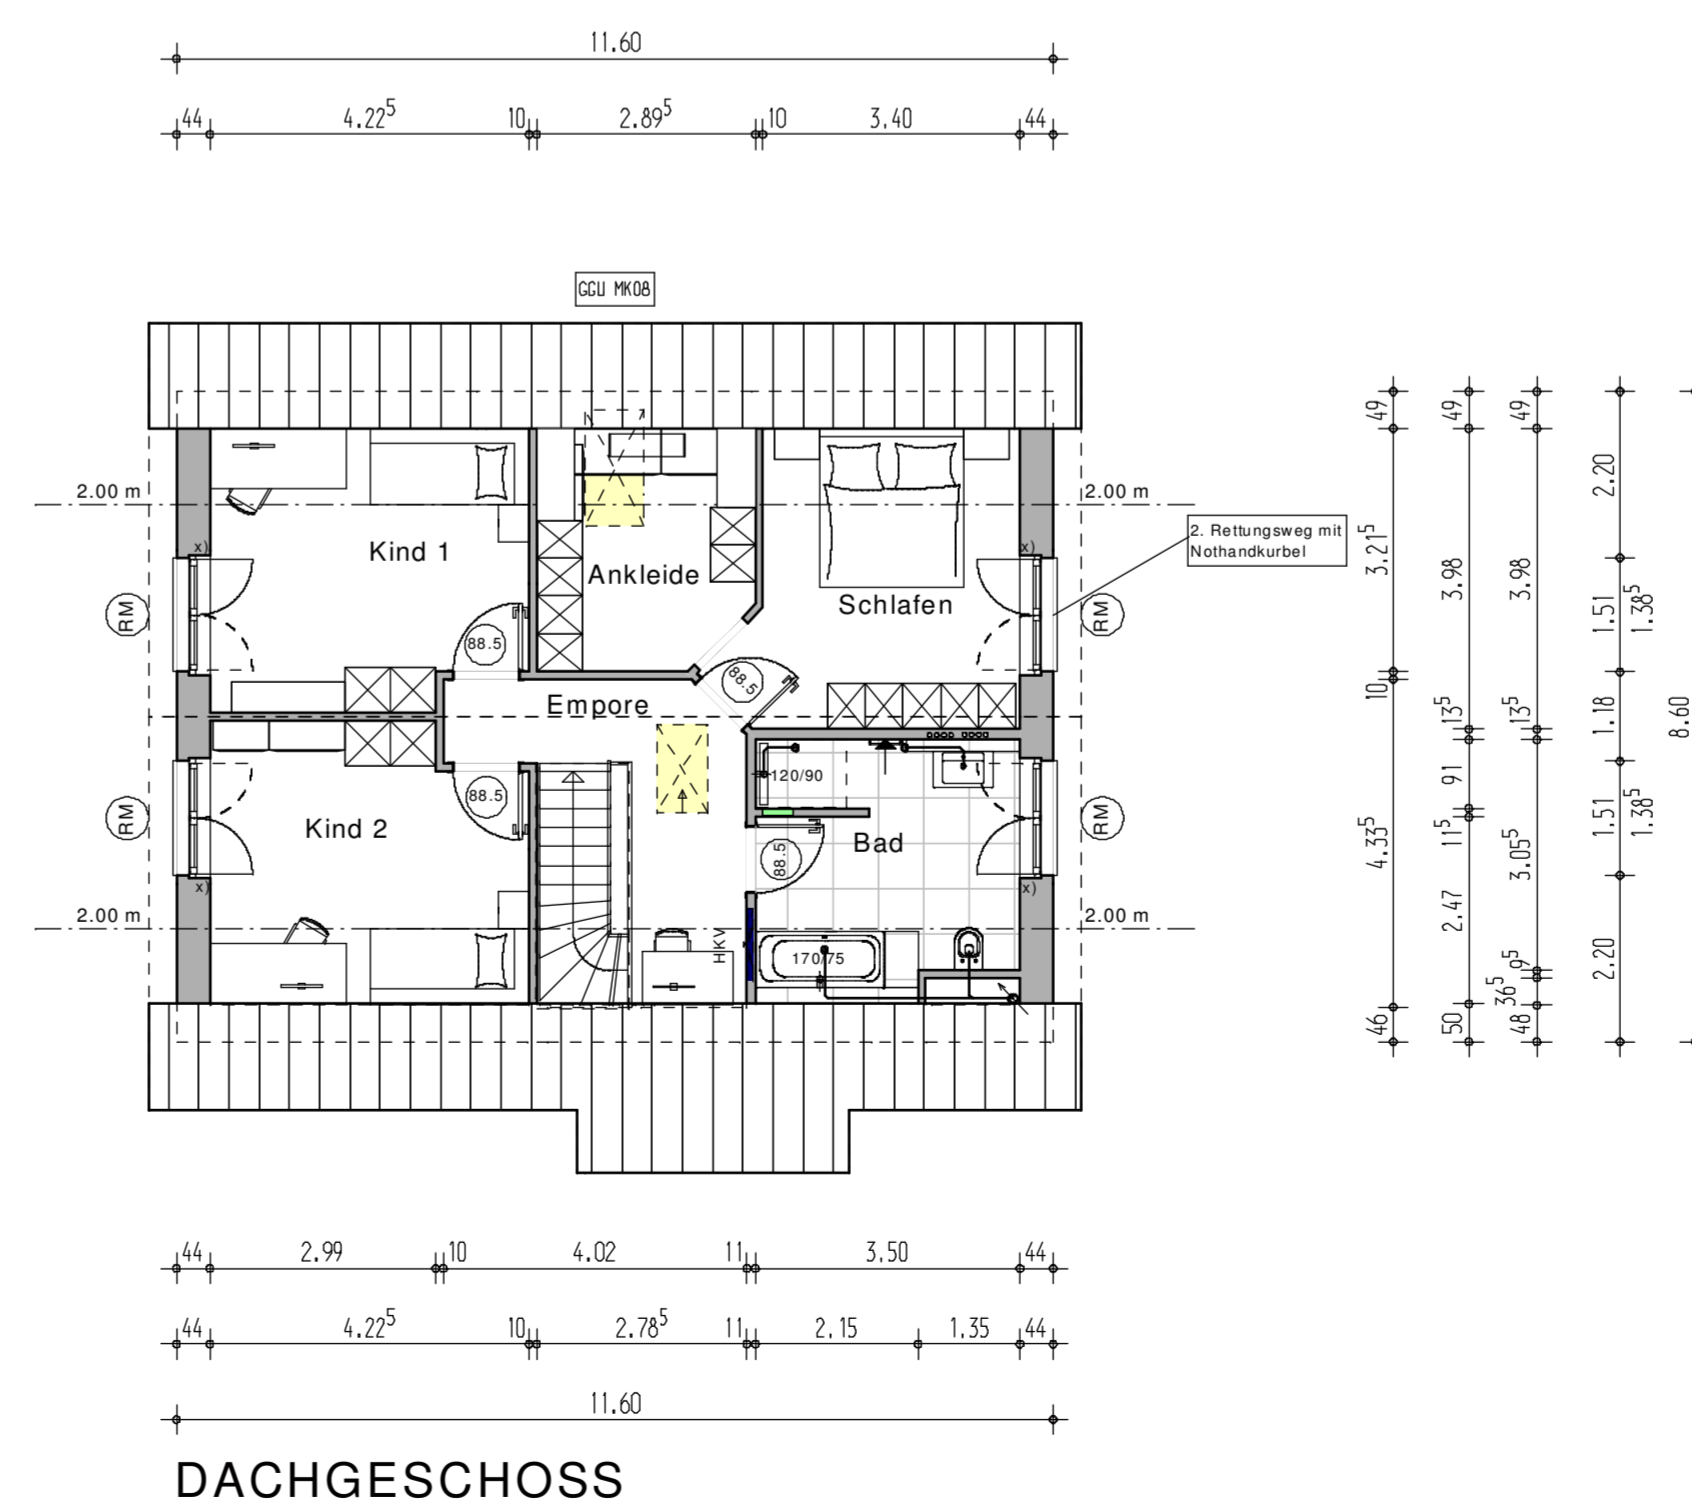 11.60
44 4.22⁵ 10 2.89⁵ 10 3.40 44
GGU MK08
2.00 m 2.00 m
2. Rettungsweg mit
Nothandkurbel
x) x)
Kind 1
Ankleide
Schlafen
RM RM
88.5
88.5
Empore
120/90
88.5
RM RM
Kind 2
Bad
88.5
x) x)
2.00 m 2.00 m
HKV
170/75
49 3.21⁵ 10 4.33⁵ 46
49 3.98 13⁵ 91 11⁵ 2.47 50
49 3.98 13⁵ 3.05⁵ 9⁵ 36⁵ 48
2.20 1.51 1.18 1.51 2.20
1.38⁵ 1.38⁵
8.60
44 2.99 10 4.02 11 3.50 44
44 4.22⁵ 10 2.78⁵ 11 2.15 1.35 44
11.60
DACHGESCHOSS